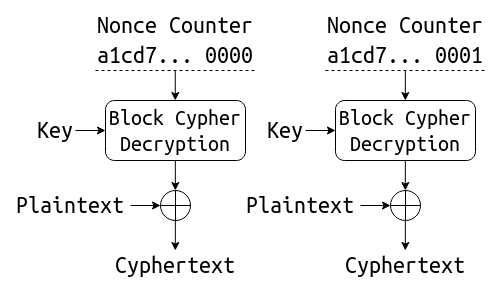 Nonce Counter
a1cd7... 0000
Key
Block Cypher
Decryption
Plaintext
Cyphertext
Nonce Counter
a1cd7... 0001
Key
Block Cypher
Decryption
Plaintext
Cyphertext